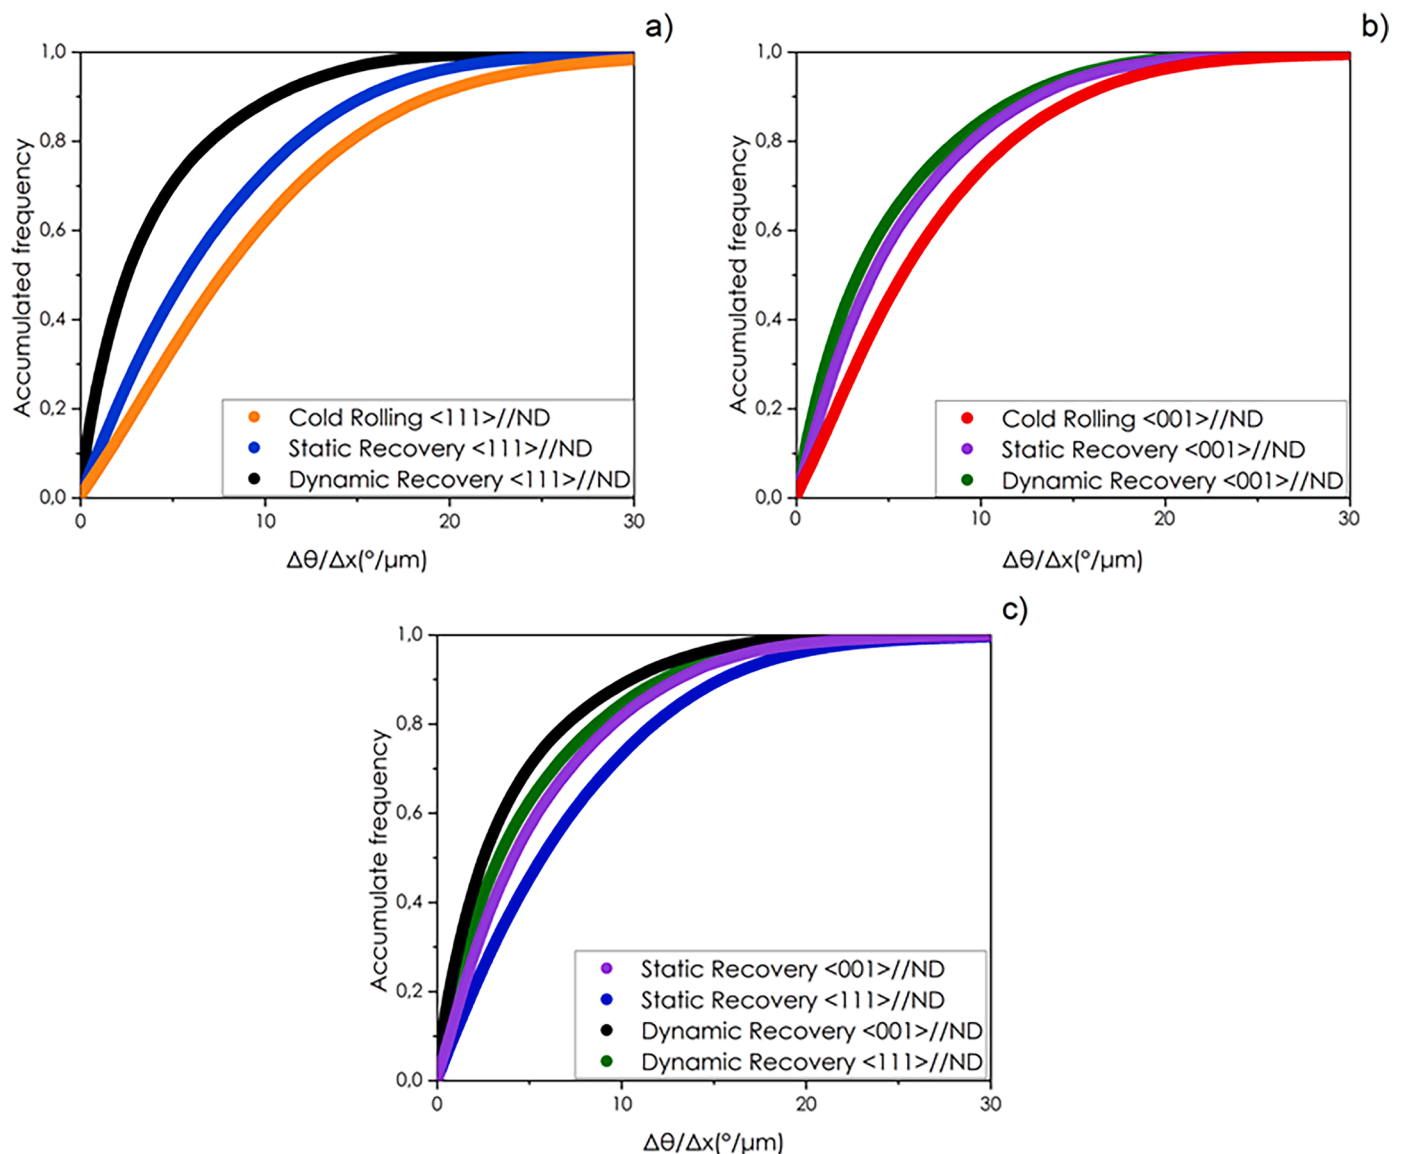 a)
1,0
0,8
0,6
0,4
0,2
0,0
Accumulated frequency
Cold Rolling <111>//ND
Static Recovery <111>//ND
Dynamic Recovery <111>//ND
0 10 20 30
Δθ/Δx(°/μm)
b)
1,0
0,8
0,6
0,4
0,2
0,0
Accumulated frequency
Cold Rolling <001>//ND
Static Recovery <001>//ND
Dynamic Recovery <001>//ND
0 10 20 30
Δθ/Δx(°/μm)
c)
1,0
0,8
0,6
0,4
0,2
0,0
Accumulate frequency
Static Recovery <001>//ND
Static Recovery <111>//ND
Dynamic Recovery <001>//ND
Dynamic Recovery <111>//ND
0 10 20 30
Δθ/Δx(°/μm)